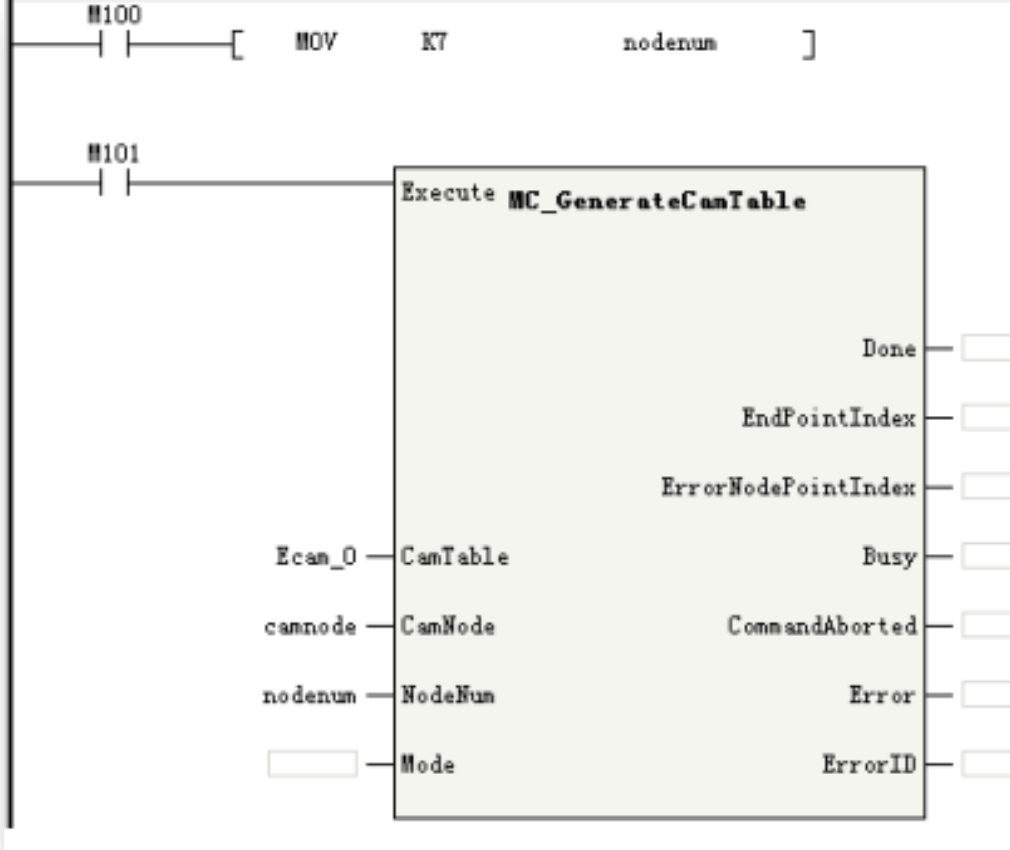 M100
MOV K7 nodenum
M101
Execute MC_GenerateCamTable
Done
EndPointIndex
ErrorNodePointIndex
Ecam_0 CamTable Busy
camnode CamNode CommandAborted
nodenum NodeNum Error
Mode ErrorID